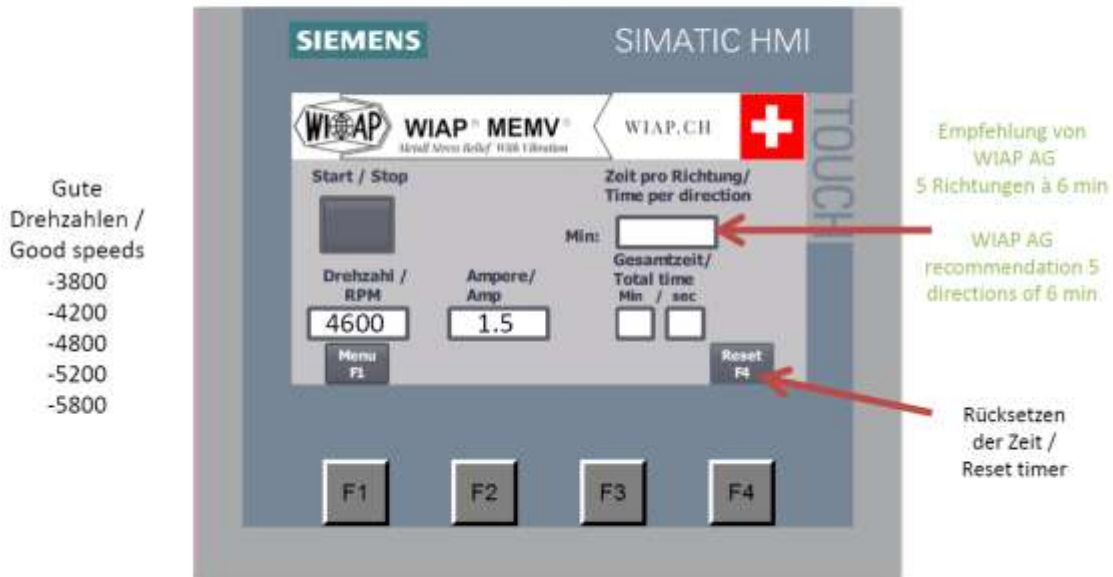 SIEMENS
SIMATIC HMI
TOUCH
WIAP
WIAP® MEMV®
Metall Stress Relief With Vibration
WIAP.CH
Start / Stop
Zeit pro Richtung/
Time per direction
Min:
Gesamtzeit/
Total time
Min / sec
Drehzahl /
RPM
4600
Ampere/
Amp
1.5
Menu
F1
Reset
F4
F1
F2
F3
F4
Gute
Drehzahlen /
Good speeds
-3800
-4200
-4800
-5200
-5800
Empfehlung von
WIAP AG
5 Richtungen à 6 min
WIAP AG
recommendation 5
directions of 6 min
Rücksetzen
der Zeit /
Reset timer